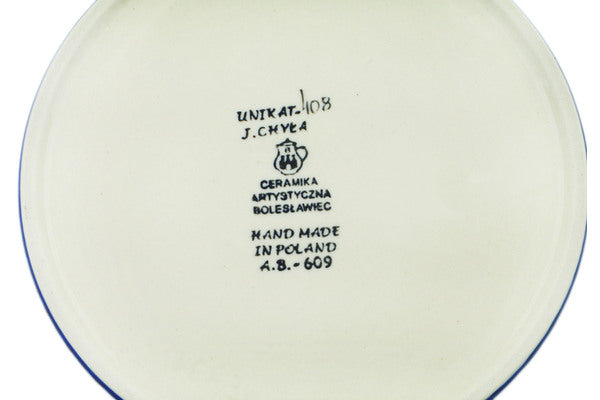 UNIKAT-408
J. CHYŁA
CERAMIKA
ARTYSTYCZNA
BOLESŁAWIEC
HAND MADE
IN POLAND
A.B.-609